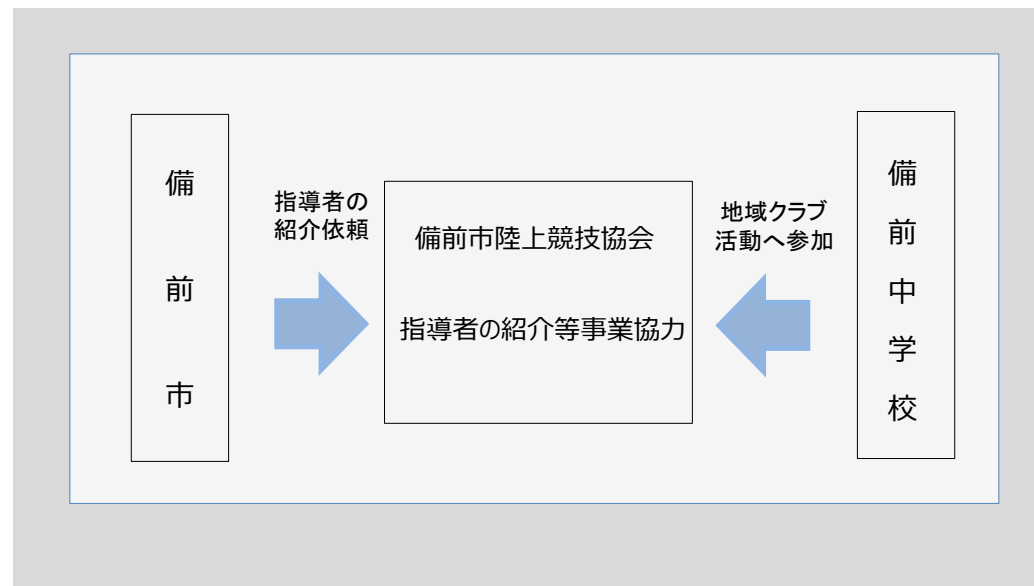 備前市
指導者の
紹介依頼
備前市陸上競技協会
指導者の紹介等事業協力
地域クラブ
活動へ参加
備前中学校